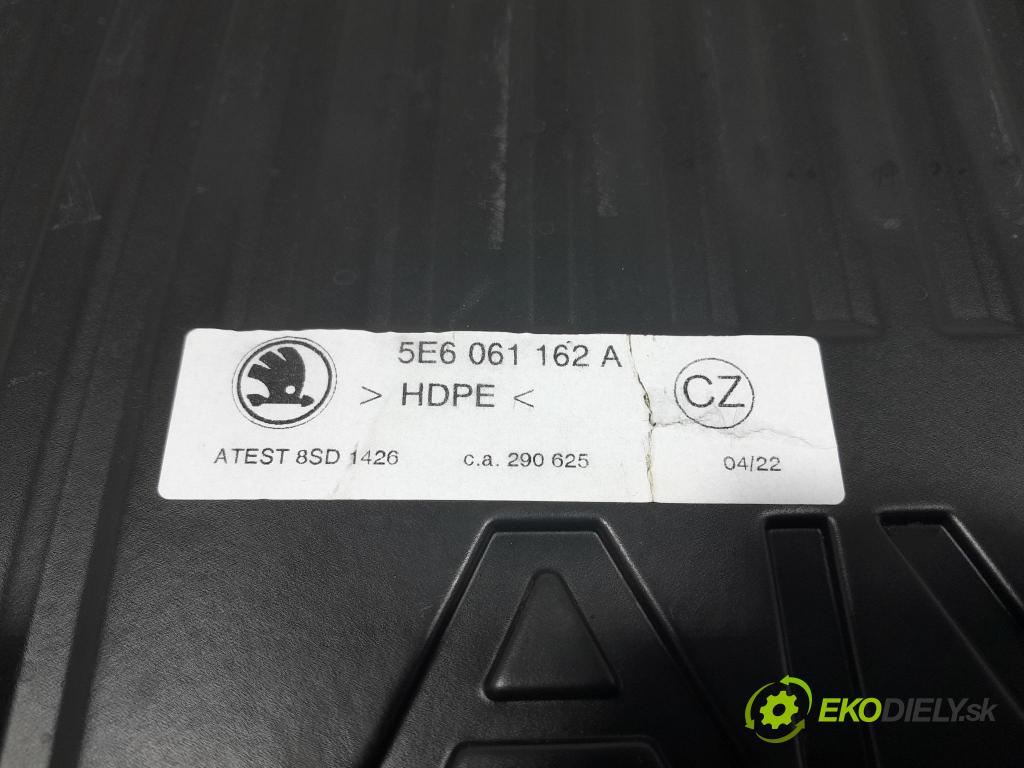 5E6 061 162 A
> HDPE <
CZ
ATEST 8SD 1426 c.a. 290 625 04/22
EKODIELY.sk